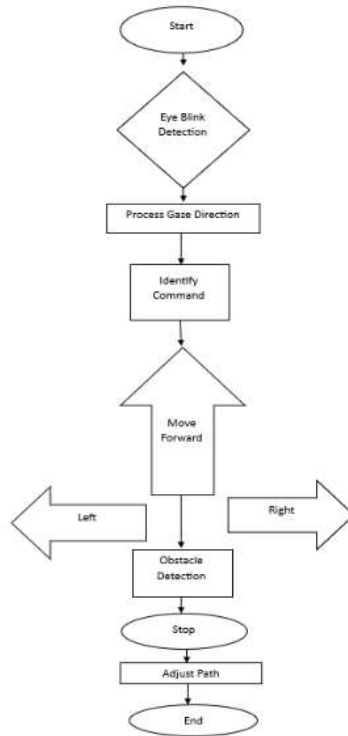 Start
Eye Blink
Detection
Process Gaze Direction
Identify
Command
Move
Forward
Left
Right
Obstacle
Detection
Stop
Adjust Path
End